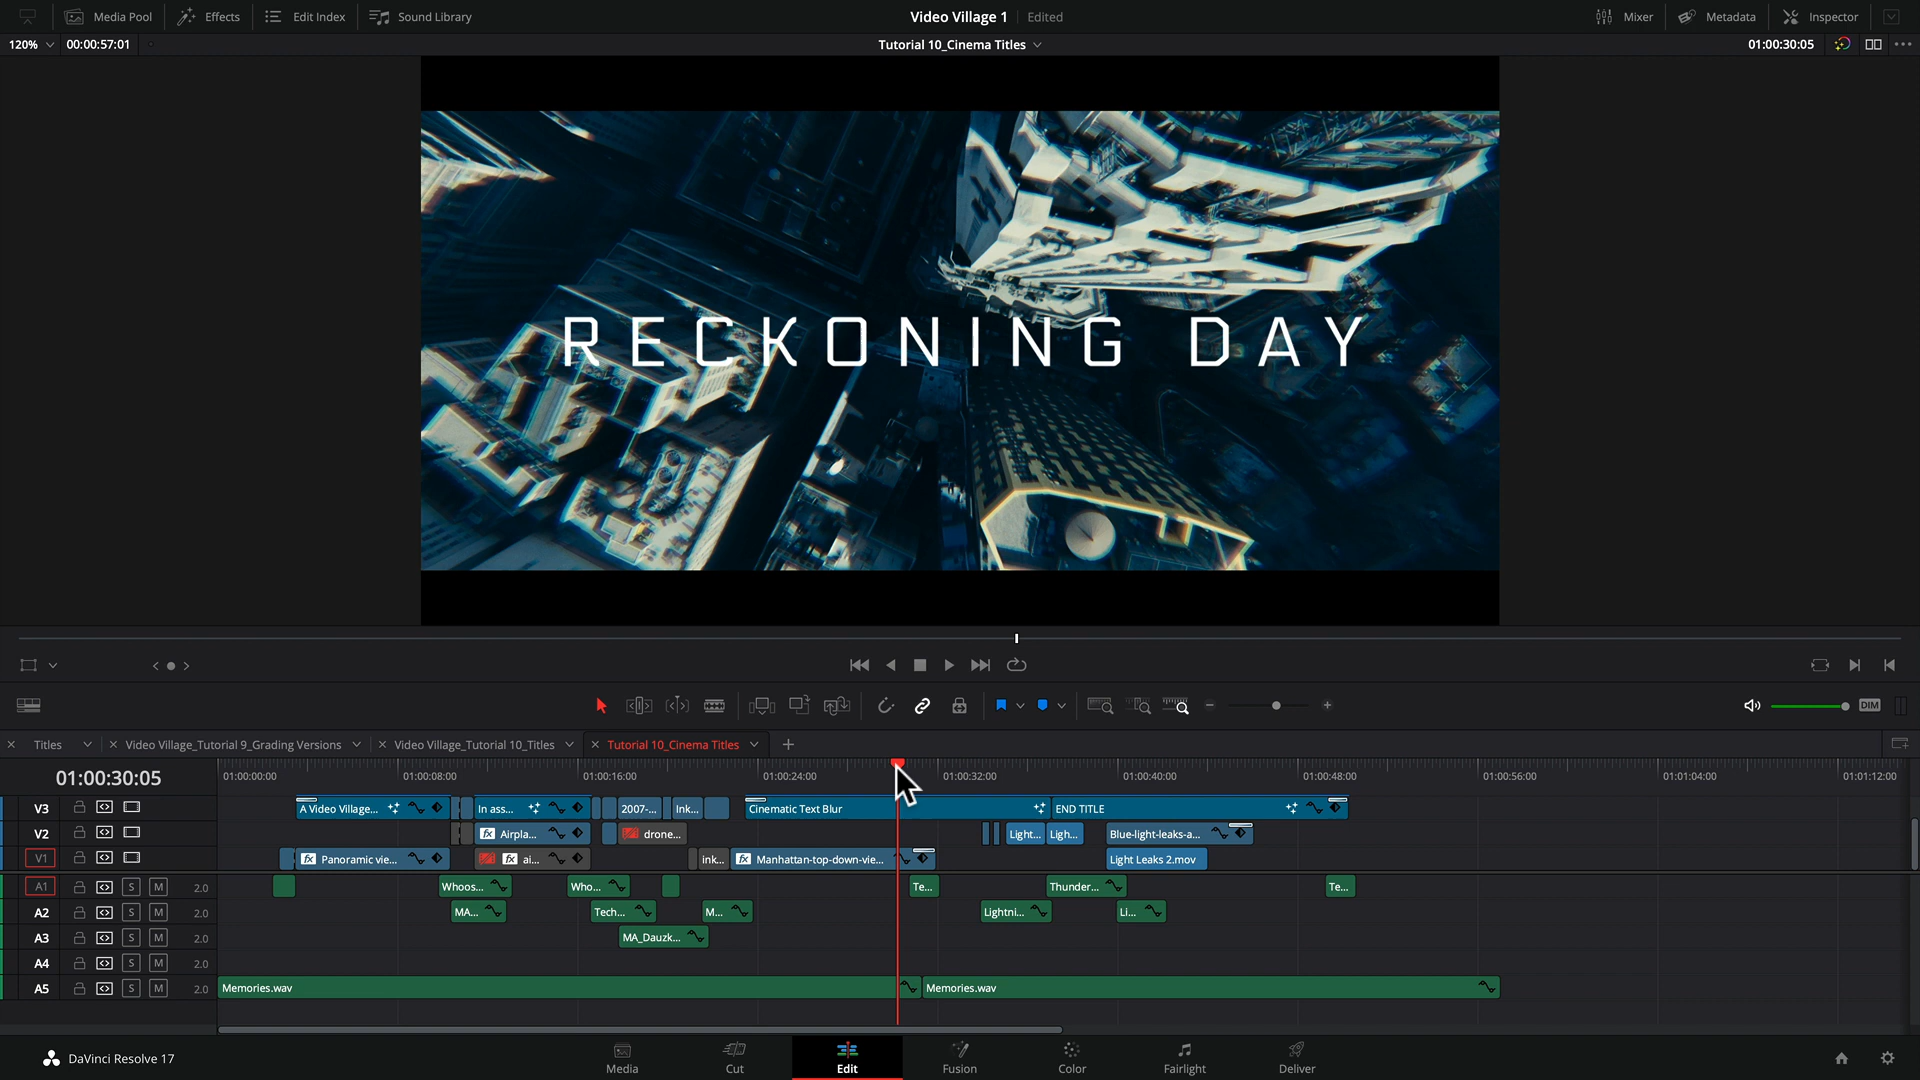 Media Pool Effects Edit Index Sound Library Video Village 1 Edited Mixer Metadata Inspector
120% 00:00:57:01 Tutorial 10_Cinema Titles 01:00:30:05
RECKONING DAY
DIM
Titles Video Village_Tutorial 9_Grading Versions Video Village_Tutorial 10_Titles Tutorial 10_Cinema Titles
01:00:30:05 01:00:00:00 01:00:08:00 01:00:16:00 01:00:24:00 01:00:32:00 01:00:40:00 01:00:48:00 01:00:56:00 01:01:04:00 01:01:12:00
V3 A Video Village... In ass... 2007-... Ink... Cinematic Text Blur END TITLE
V2 fx Airpla... drone... Light... Ligh... Blue-light-leaks-a...
V1 fx Panoramic vie... fx ai... ink... fx Manhattan-top-down-vie... Light Leaks 2.mov
A1 S M 2.0 Whoos... Who... Te... Thunder... Te...
A2 S M 2.0 MA... Tech... M... Lightni... Li...
A3 S M 2.0 MA_Dauzk...
A4 S M 2.0
A5 S M 2.0 Memories.wav Memories.wav
DaVinci Resolve 17 Media Cut Edit Fusion Color Fairlight Deliver